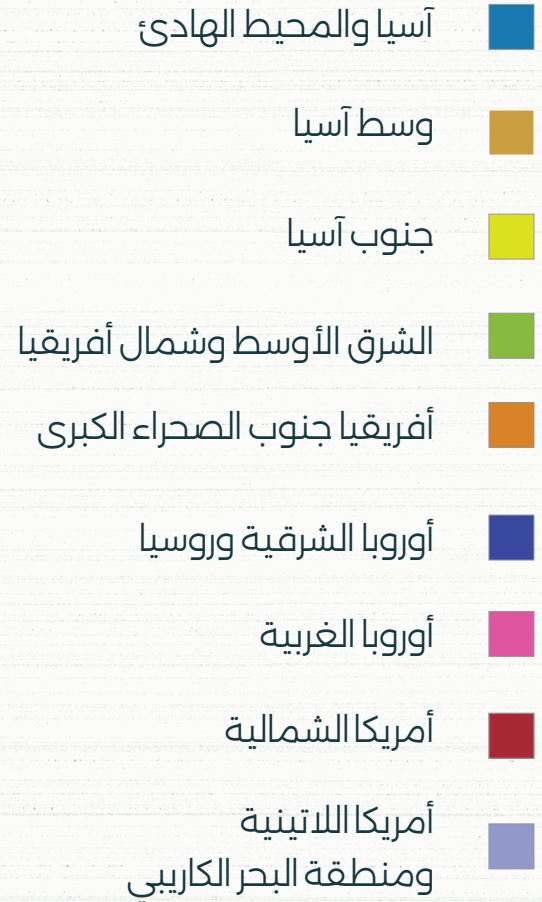 آسيا والمحيط الهادئ
وسط آسيا
جنوب آسيا
الشرق الأوسط وشمال أفريقيا
أفريقيا جنوب الصحراء الكبرى
أوروبا الشرقية وروسيا
أوروبا الغربية
أمريكا الشمالية
أمريكا اللاتينية
ومنطقة البحر الكاريبي